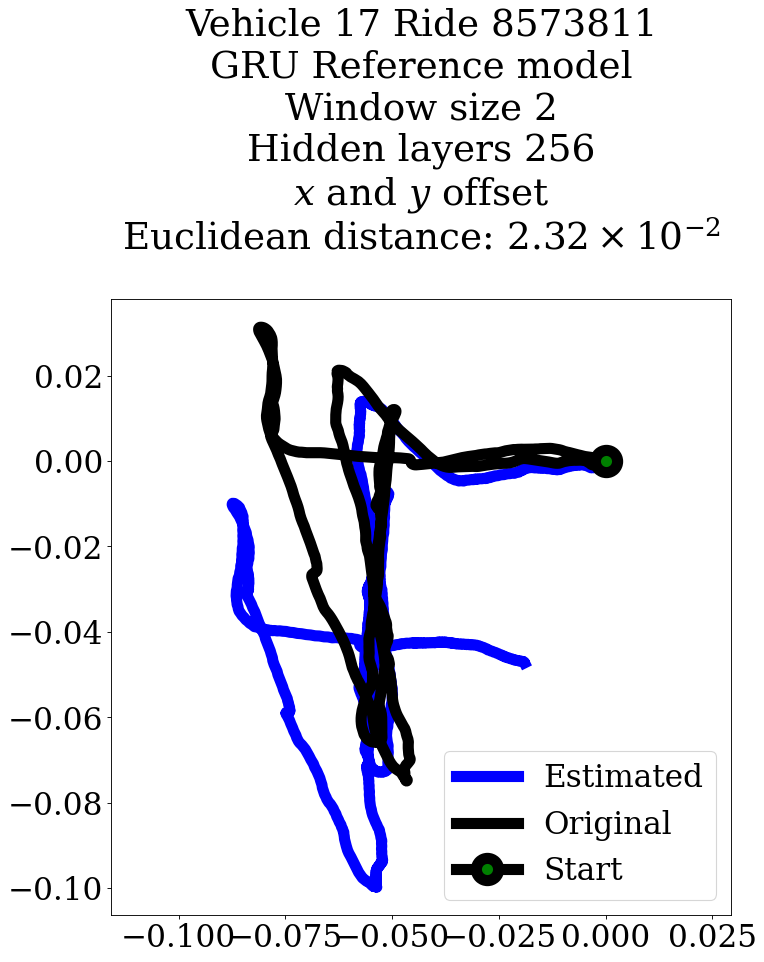 Vehicle 17 Ride 8573811
GRU Reference model
Window size 2
Hidden layers 256
x and y offset
Euclidean distance: 2.32 × 10⁻²
0.02
0.00
−0.02
−0.04
−0.06
−0.08
−0.10
Estimated
Original
Start
−0.100 −0.075 −0.050 −0.025 0.000 0.025